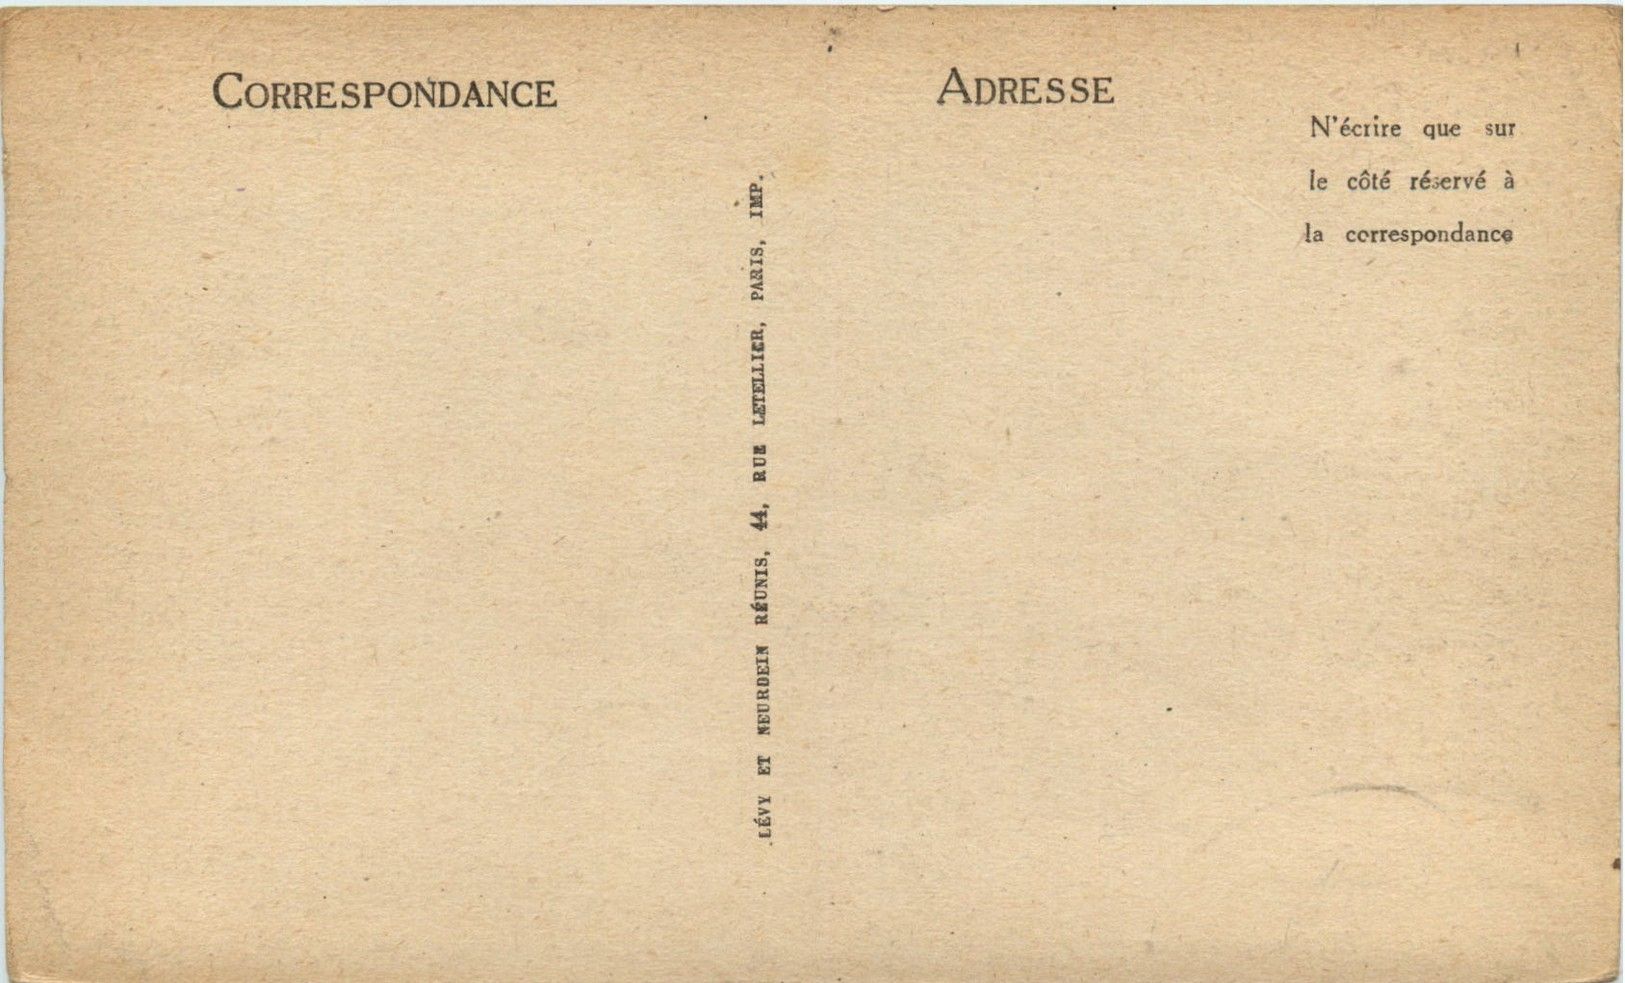 CORRESPONDANCE
ADRESSE
N'écrire que sur
le côté réservé à
la correspondance
LÉVY ET NEURDEIN RÉUNIS, 44, RUE LETELLIER, PARIS, IMP.